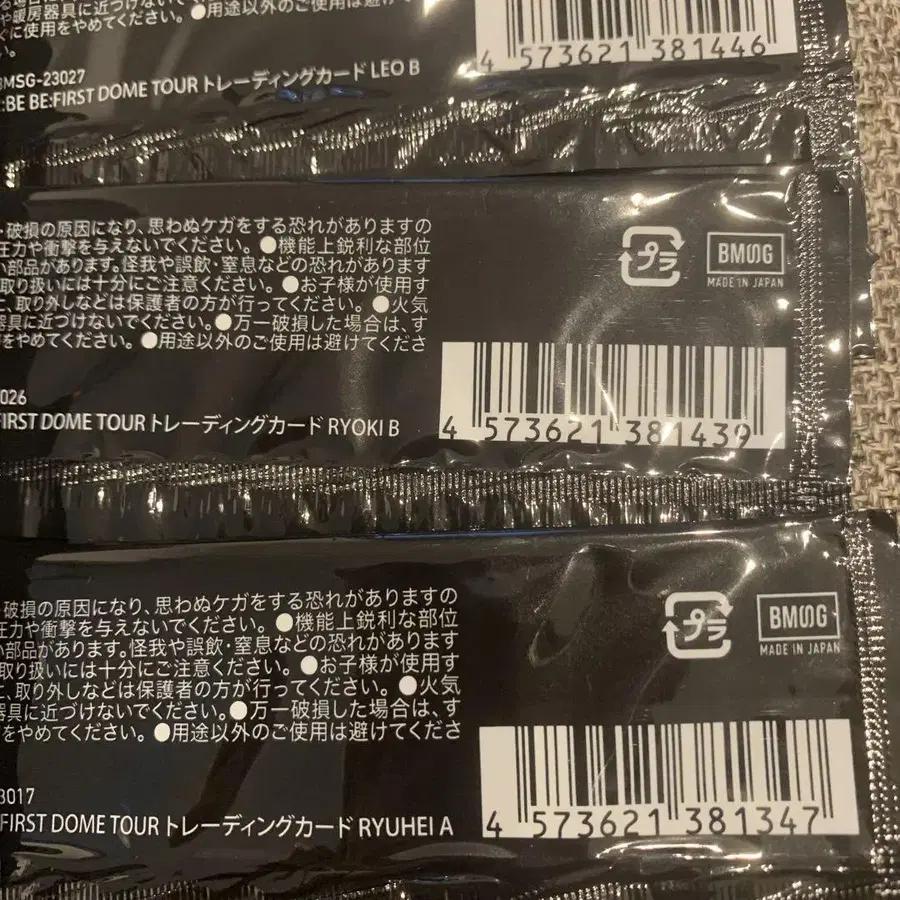 や暖房器具に近づけないで
●用途以外のご使用は避けて
に使用をやめてください。
4 573621 381446
BMSG-23027
:BE BE:FIRST DOME TOUR トレーディングカード LEO B
・破損の原因になり、思わぬケガをする恐れがありますの
圧力や衝撃を与えないでください。●機能上鋭利な部位
い部品があります。怪我や誤飲・窒息などの恐れがあります
取り扱いには十分にご注意ください。●お子様が使用す
に、取り外しなどは保護者の方が行ってください。●火気
器具に近づけないでください。●万一破損した場合は、す
をやめてください。●用途以外のご使用は避けてくださ
プラ
BMSG
MADE IN JAPAN
026
FIRST DOME TOUR トレーディングカード RYOKI B
4 573621 381439
・破損の原因になり、思わぬケガをする恐れがありますの
圧力や衝撃を与えないでください。●機能上鋭利な部位
い部品があります。怪我や誤飲・窒息などの恐れがあります
取り扱いには十分にご注意ください。●お子様が使用す
に、取り外しなどは保護者の方が行ってください。●火気
器具に近づけないでください。●万一破損した場合は、す
をやめてください。●用途以外のご使用は避けてくださ
プラ
BMSG
MADE IN JAPAN
3017
FIRST DOME TOUR トレーディングカード RYUHEI A
4 573621 381347